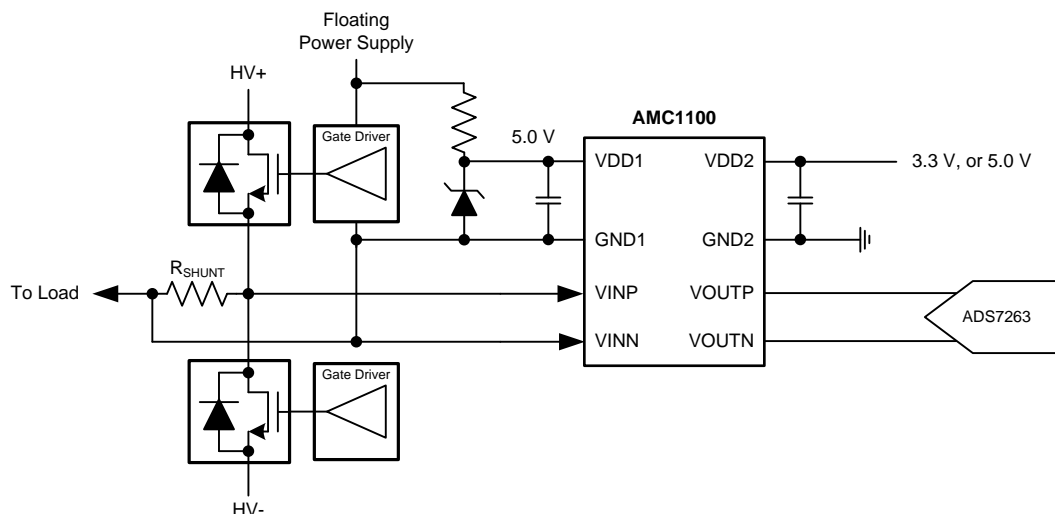 Floating
Power Supply
HV+
Gate Driver
5.0 V
AMC1100
VDD1
VDD2
3.3 V, or 5.0 V
GND1
GND2
RSHUNT
To Load
VINP
VOUTP
ADS7263
VINN
VOUTN
Gate Driver
HV-